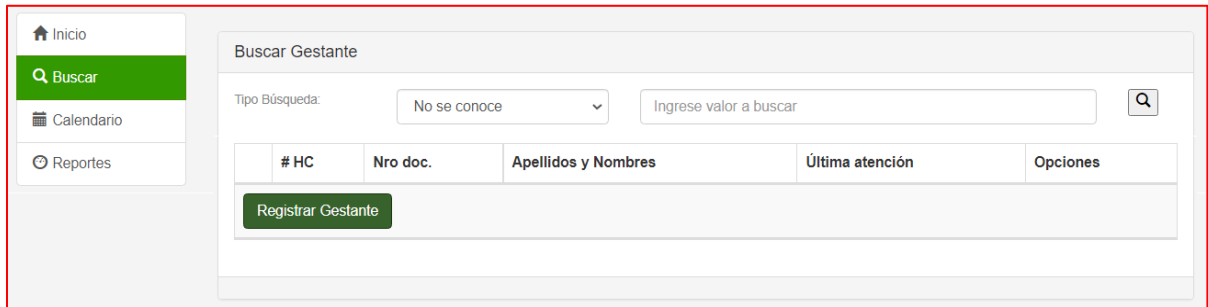 Inicio
Buscar
Calendario
Reportes
Buscar Gestante
Tipo Búsqueda: No se conoce Ingrese valor a buscar
# HC Nro doc. Apellidos y Nombres Última atención Opciones
Registrar Gestante